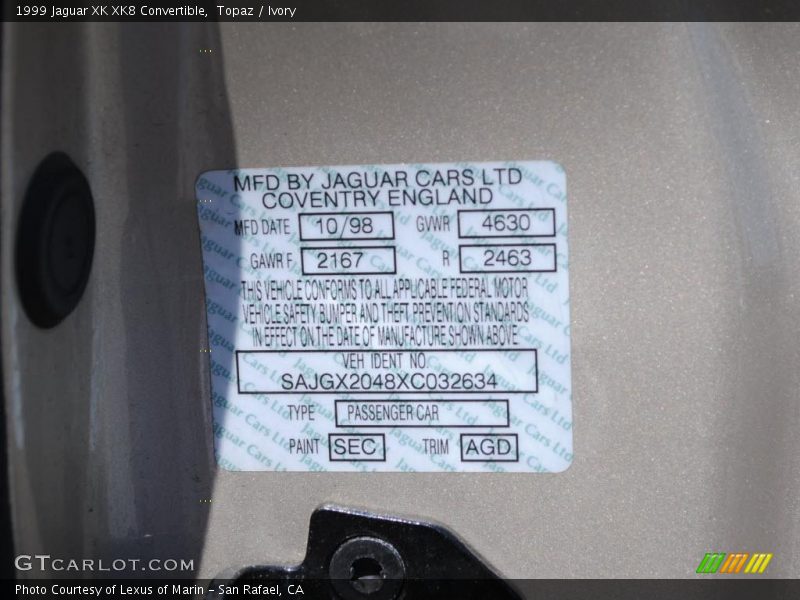 1999 Jaguar XK XK8 Convertible, Topaz / Ivory
MFD BY JAGUAR CARS LTD
COVENTRY ENGLAND
MFD DATE 10/98 GVWR 4630
GAWR F. 2167 R 2463
THIS VEHICLE CONFORMS TO ALL APPLICABLE FEDERAL MOTOR
VEHICLE SAFETY BUMPER AND THEFT PREVENTION STANDARDS
IN EFFECT ON THE DATE OF MANUFACTURE SHOWN ABOVE
VEH IDENT NO.
SAJGX2048XC032634
TYPE PASSENGER CAR
PAINT SEC TRIM AGD
GTCARLOT.COM
Photo Courtesy of Lexus of Marin - San Rafael, CA